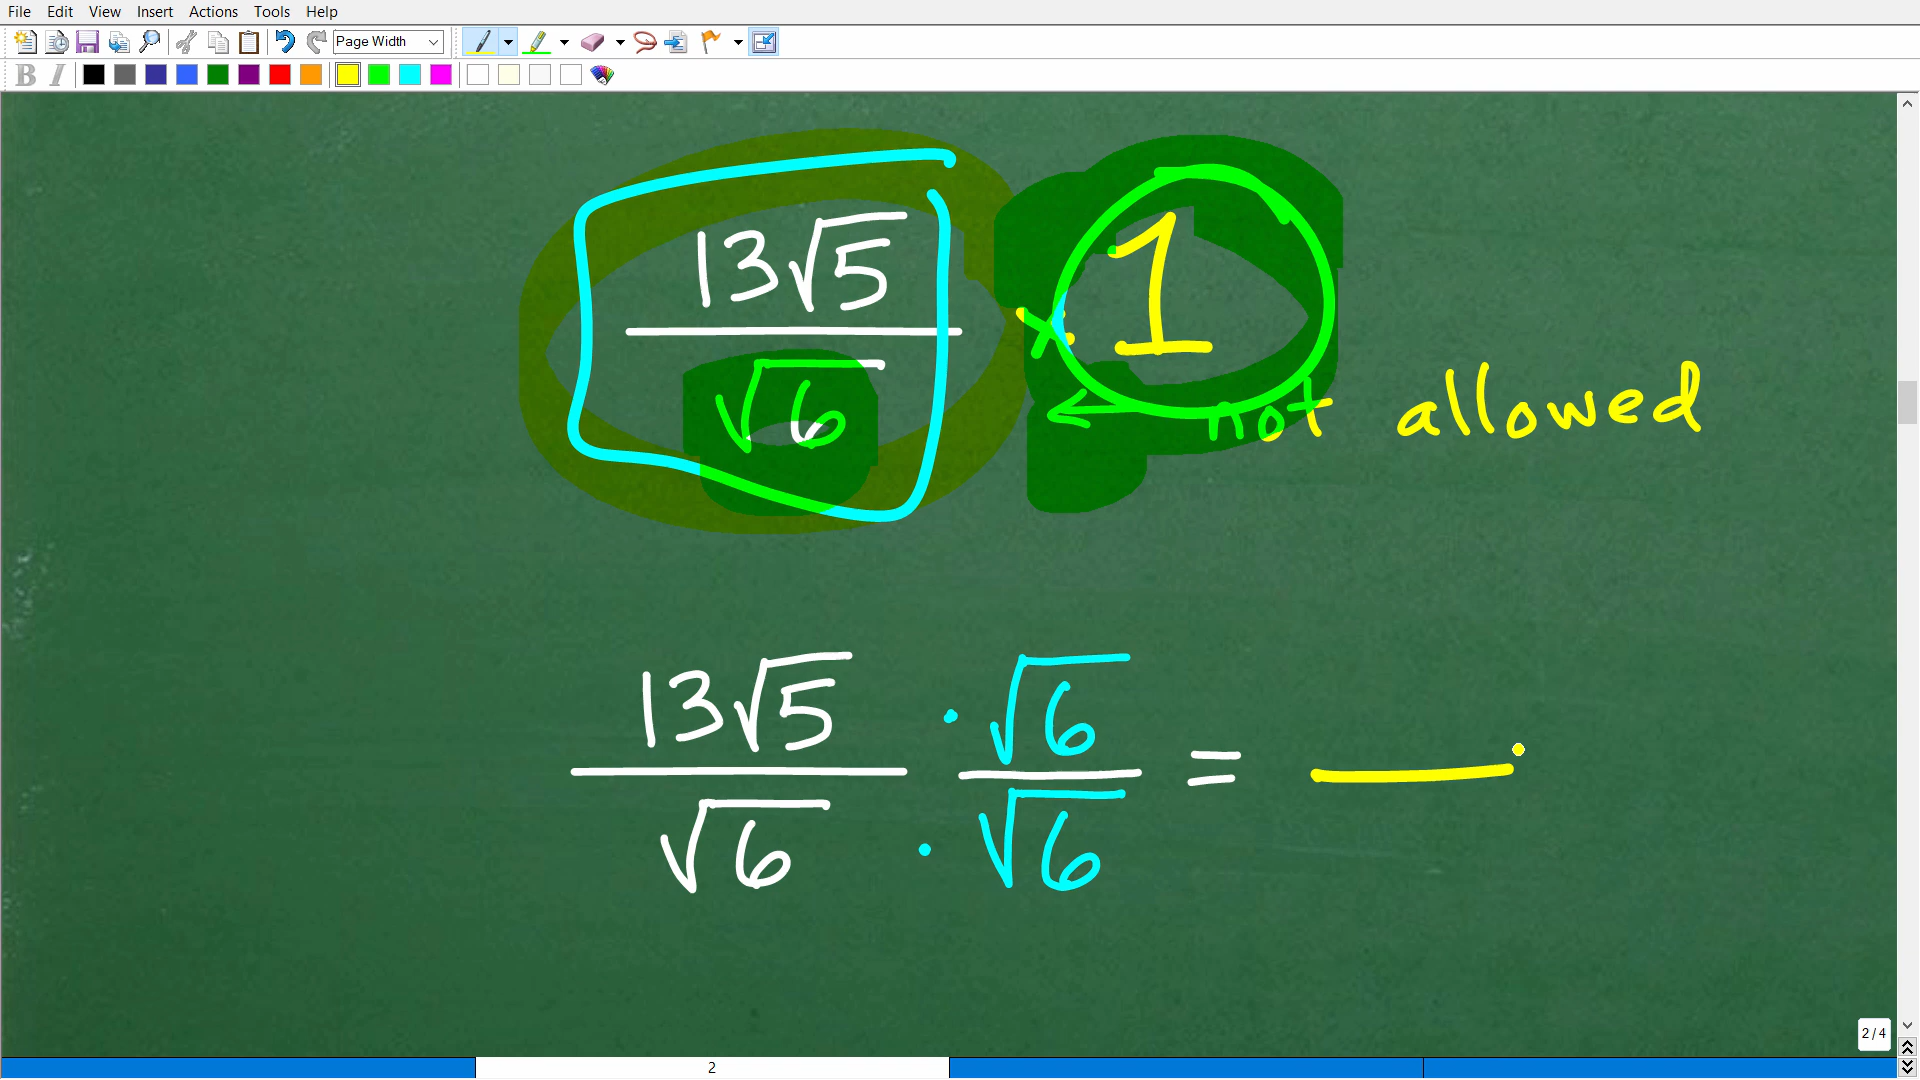 File Edit View Insert Actions Tools Help
Page Width
B I
13√5
√6
× 1
not allowed
13√5 · √6 =
√6 · √6
2 / 4
2